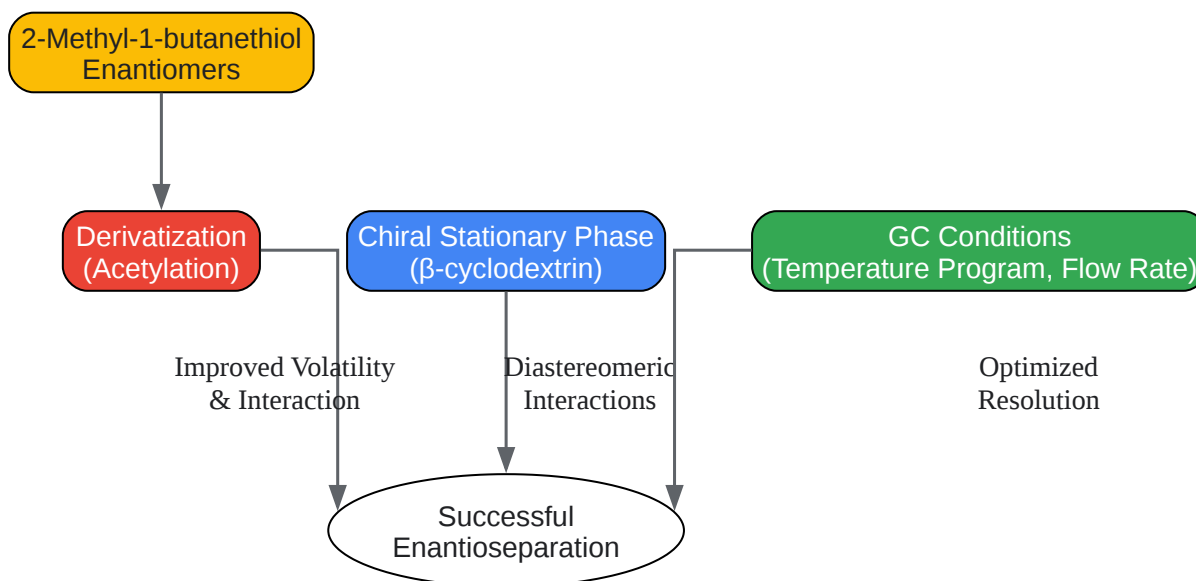 2-Methyl-1-butanethiol
Enantiomers
Derivatization
(Acetylation)
Chiral Stationary Phase
(β-cyclodextrin)
GC Conditions
(Temperature Program, Flow Rate)
Improved Volatility
& Interaction
Diastereomeric
Interactions
Optimized
Resolution
Successful
Enantioseparation